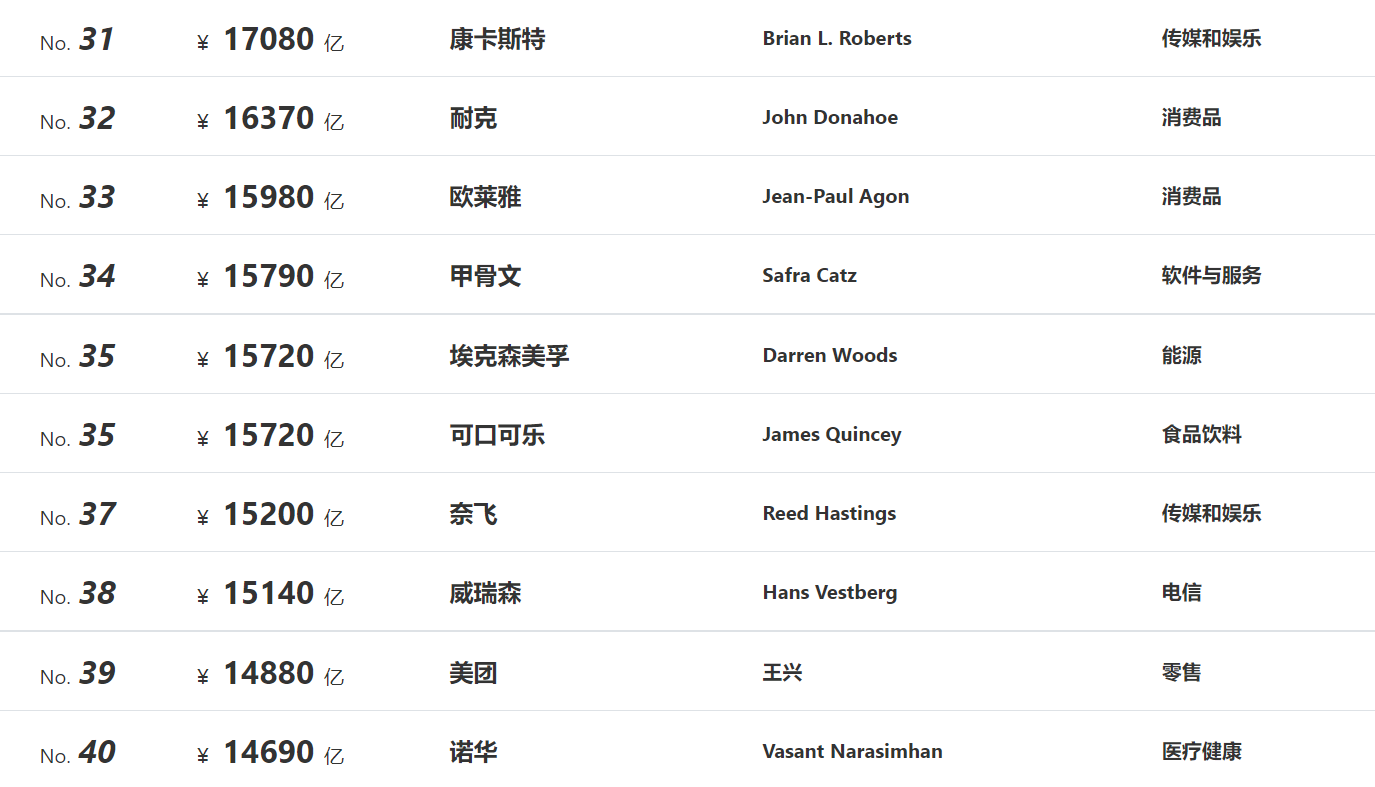 No. 31 ¥ 17080 亿 康卡斯特 Brian L. Roberts 传媒和娱乐
No. 32 ¥ 16370 亿 耐克 John Donahoe 消费品
No. 33 ¥ 15980 亿 欧莱雅 Jean-Paul Agon 消费品
No. 34 ¥ 15790 亿 甲骨文 Safra Catz 软件与服务
No. 35 ¥ 15720 亿 埃克森美孚 Darren Woods 能源
No. 35 ¥ 15720 亿 可口可乐 James Quincey 食品饮料
No. 37 ¥ 15200 亿 奈飞 Reed Hastings 传媒和娱乐
No. 38 ¥ 15140 亿 威瑞森 Hans Vestberg 电信
No. 39 ¥ 14880 亿 美团 王兴 零售
No. 40 ¥ 14690 亿 诺华 Vasant Narasimhan 医疗健康